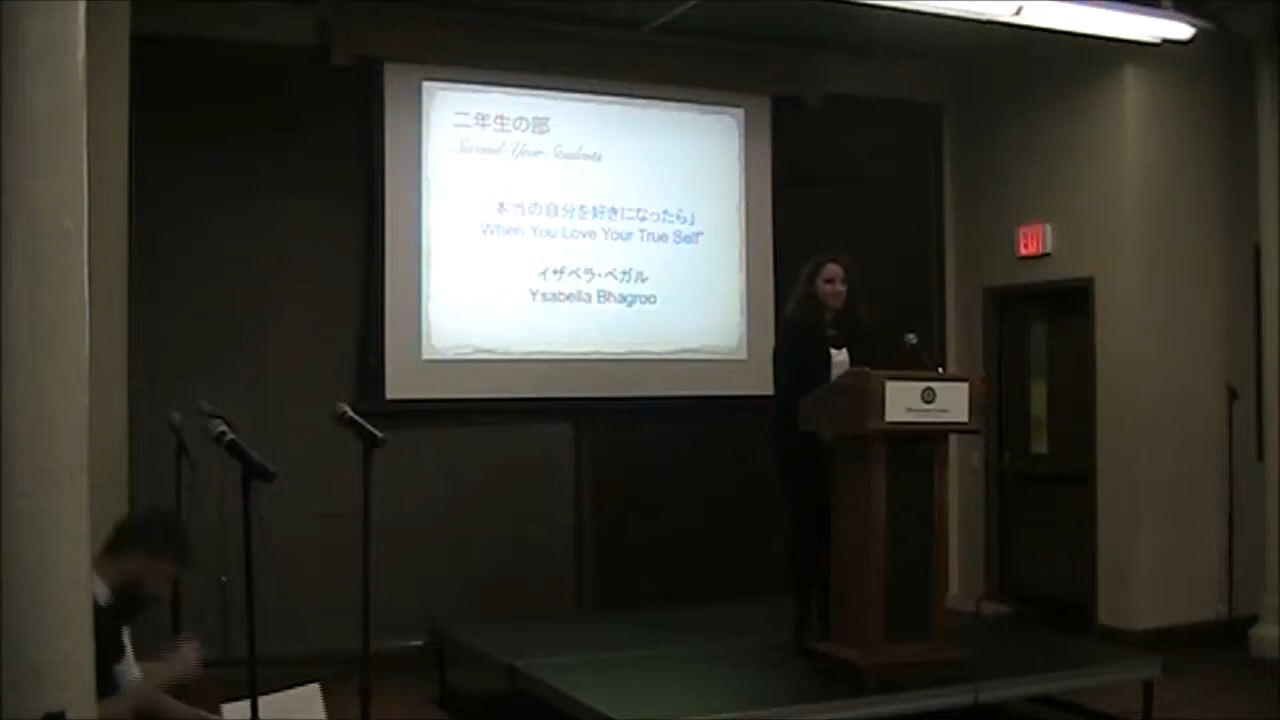 二年生の部
Second Year Students
「本当の自分を好きになったら」
When You Love Your True Self"
イザベラ・ベガル
Ysabella Bhagroo
EXIT